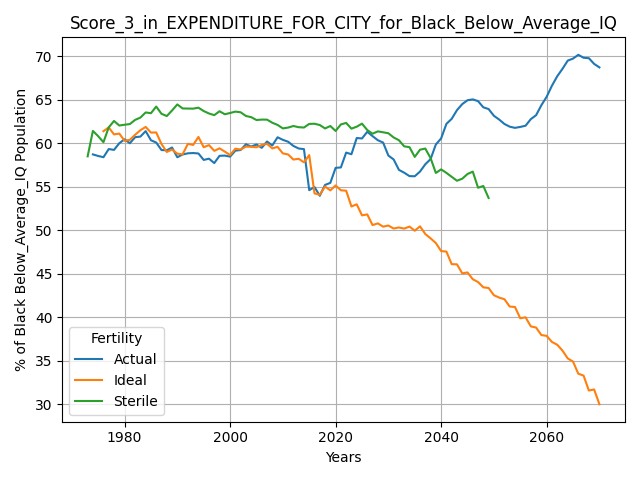 Score_3_in_EXPENDITURE_FOR_CITY_for_Black_Below_Average_IQ
% of Black Below_Average_IQ Population
70
65
60
55
50
45
40
35
30
Fertility
Actual
Ideal
Sterile
1980
2000
2020
2040
2060
Years